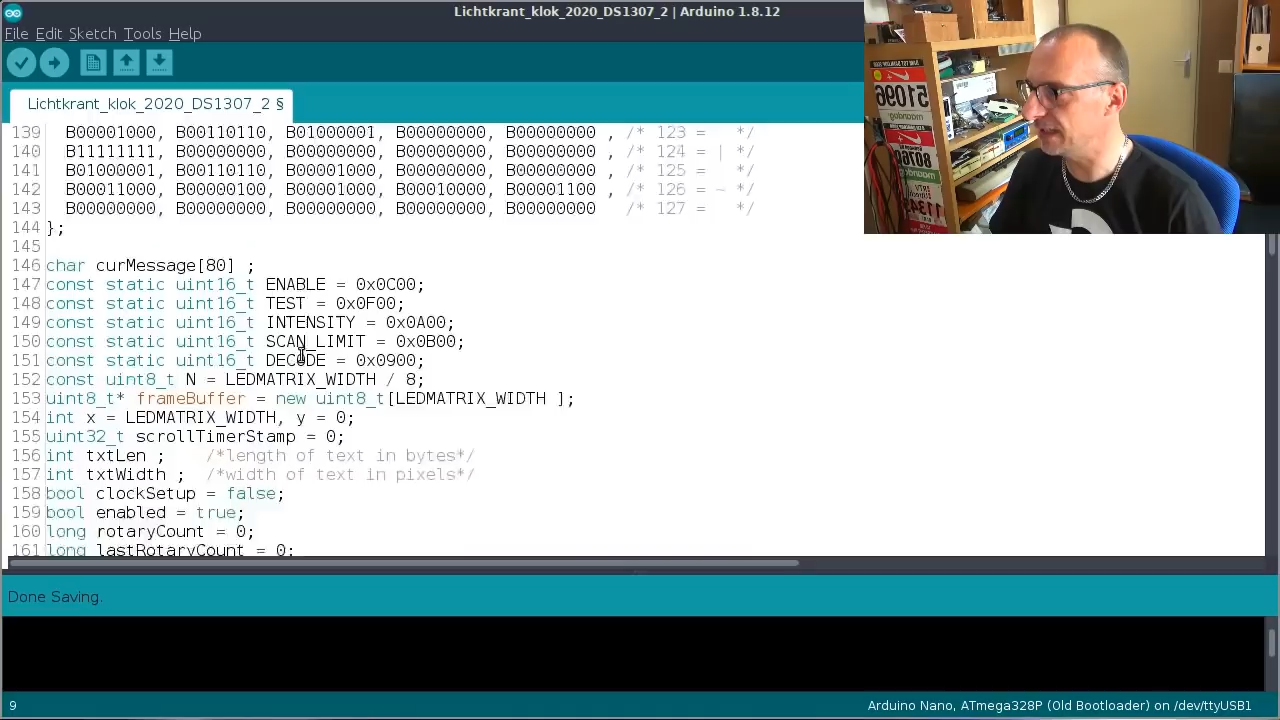 Lichtkrant_klok_2020_DS1307_2 | Arduino 1.8.12
File Edit Sketch Tools Help
Lichtkrant_klok_2020_DS1307_2 §
139 B00001000, B00110110, B01000001, B00000000, B00000000 , /* 123 = */
140 B11111111, B00000000, B00000000, B00000000, B00000000 , /* 124 = | */
141 B01000001, B00110110, B00001000, B00000000, B00000000 , /* 125 = */
142 B00011000, B00000100, B00001000, B00010000, B00001100 , /* 126 = ~ */
143 B00000000, B00000000, B00000000, B00000000, B00000000 /* 127 = */
144 };
145
146 char curMessage[80] ;
147 const static uint16_t ENABLE = 0x0C00;
148 const static uint16_t TEST = 0x0F00;
149 const static uint16_t INTENSITY = 0x0A00;
150 const static uint16_t SCAN_LIMIT = 0x0B00;
151 const static uint16_t DECODE = 0x0900;
152 const uint8_t N = LEDMATRIX_WIDTH / 8;
153 uint8_t* frameBuffer = new uint8_t[LEDMATRIX_WIDTH ];
154 int x = LEDMATRIX_WIDTH, y = 0;
155 uint32_t scrollTimerStamp = 0;
156 int txtLen ; /*length of text in bytes*/
157 int txtWidth ; /*width of text in pixels*/
158 bool clockSetup = false;
159 bool enabled = true;
160 long rotaryCount = 0;
161 long lastRotaryCount = 0;
Done Saving.
9
Arduino Nano, ATmega328P (Old Bootloader) on /dev/ttyUSB1
51096